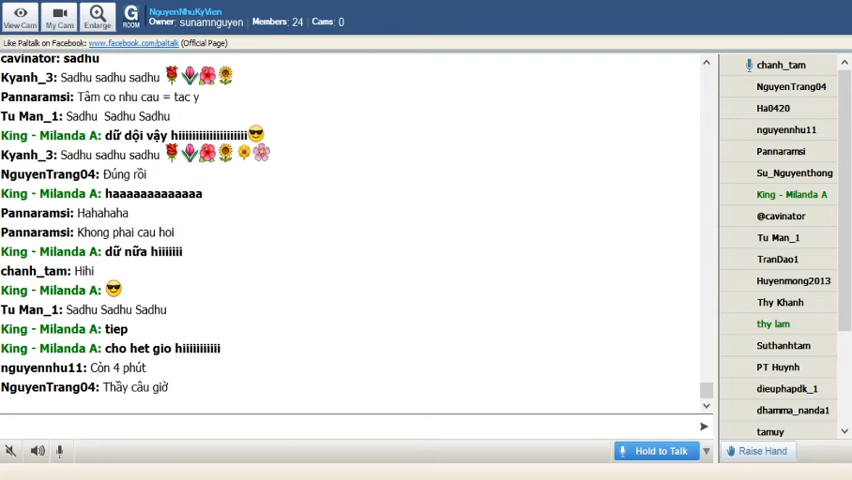 View Cam
My Cam
Enlarge
G
ROOM
NguyenNhuKyVien
Owner: sunamnguyen Members: 24 Cams: 0
Like Paltalk on Facebook: www.facebook.com/paltalk (Official Page)
cavinator: sadhu
Kyanh_3: Sadhu sadhu sadhu
Pannaramsi: Tâm co nhu cau = tac y
Tu Man_1: Sadhu Sadhu Sadhu
King - Milanda A: dữ dội vậy hiiiiiiiiiiiiiiiiiiii
Kyanh_3: Sadhu sadhu sadhu
NguyenTrang04: Đúng rồi
King - Milanda A: haaaaaaaaaaaaa
Pannaramsi: Hahahaha
Pannaramsi: Khong phai cau hoi
King - Milanda A: dữ nữa hiiiiiii
chanh_tam: Hihi
King - Milanda A:
Tu Man_1: Sadhu Sadhu Sadhu
King - Milanda A: tiep
King - Milanda A: cho het gio hiiiiiiiiiii
nguyennhu11: Còn 4 phút
NguyenTrang04: Thầy câu giờ
chanh_tam
NguyenTrang04
Ha0420
nguyennhu11
Pannaramsi
Su_Nguyenthong
King - Milanda A
@cavinator
Tu Man_1
TranDao1
Huyenmong2013
Thy Khanh
thy lam
Suthanhtam
PT Huynh
dieuphapdk_1
dhamma_nanda1
tamuy
Hold to Talk
Raise Hand